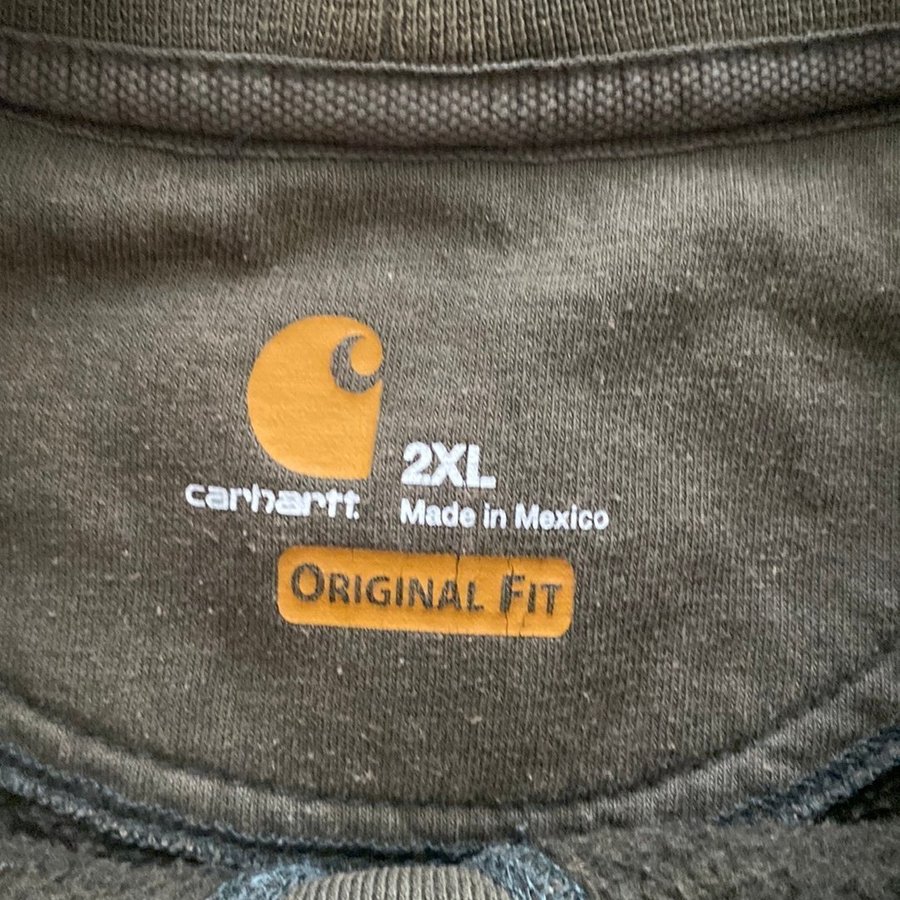 2XL
carhartt
Made in Mexico
ORIGINAL FIT